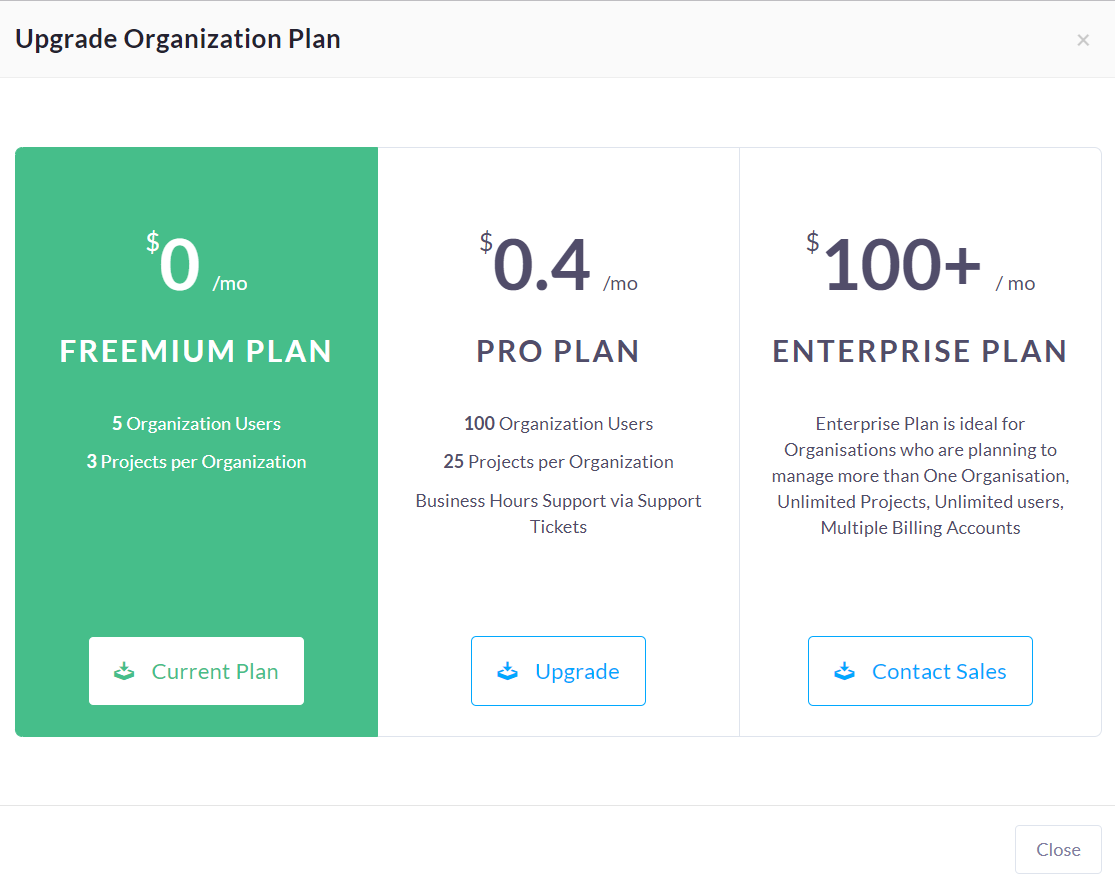 Upgrade Organization Plan
×
$0 /mo
FREEMIUM PLAN
5 Organization Users
3 Projects per Organization
Current Plan
$0.4 /mo
PRO PLAN
100 Organization Users
25 Projects per Organization
Business Hours Support via Support
Tickets
Upgrade
$100+ / mo
ENTERPRISE PLAN
Enterprise Plan is ideal for
Organisations who are planning to
manage more than One Organisation,
Unlimited Projects, Unlimited users,
Multiple Billing Accounts
Contact Sales
Close